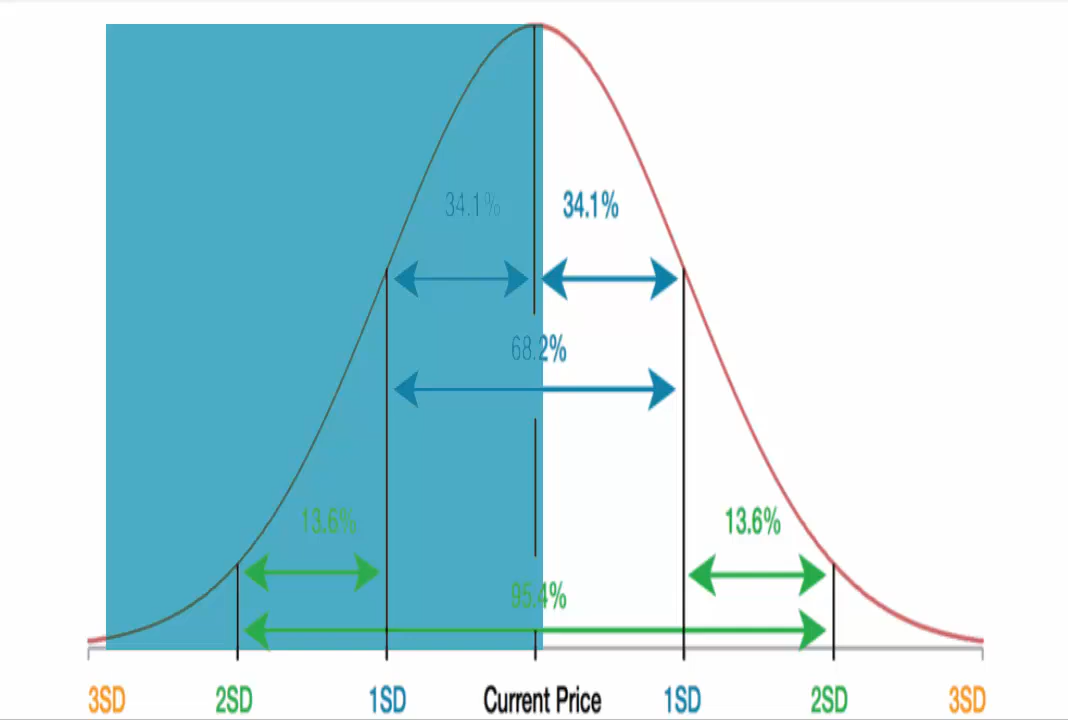 34.1% 34.1%
68.2%
13.6% 13.6%
95.4%
3SD 2SD 1SD Current Price 1SD 2SD 3SD